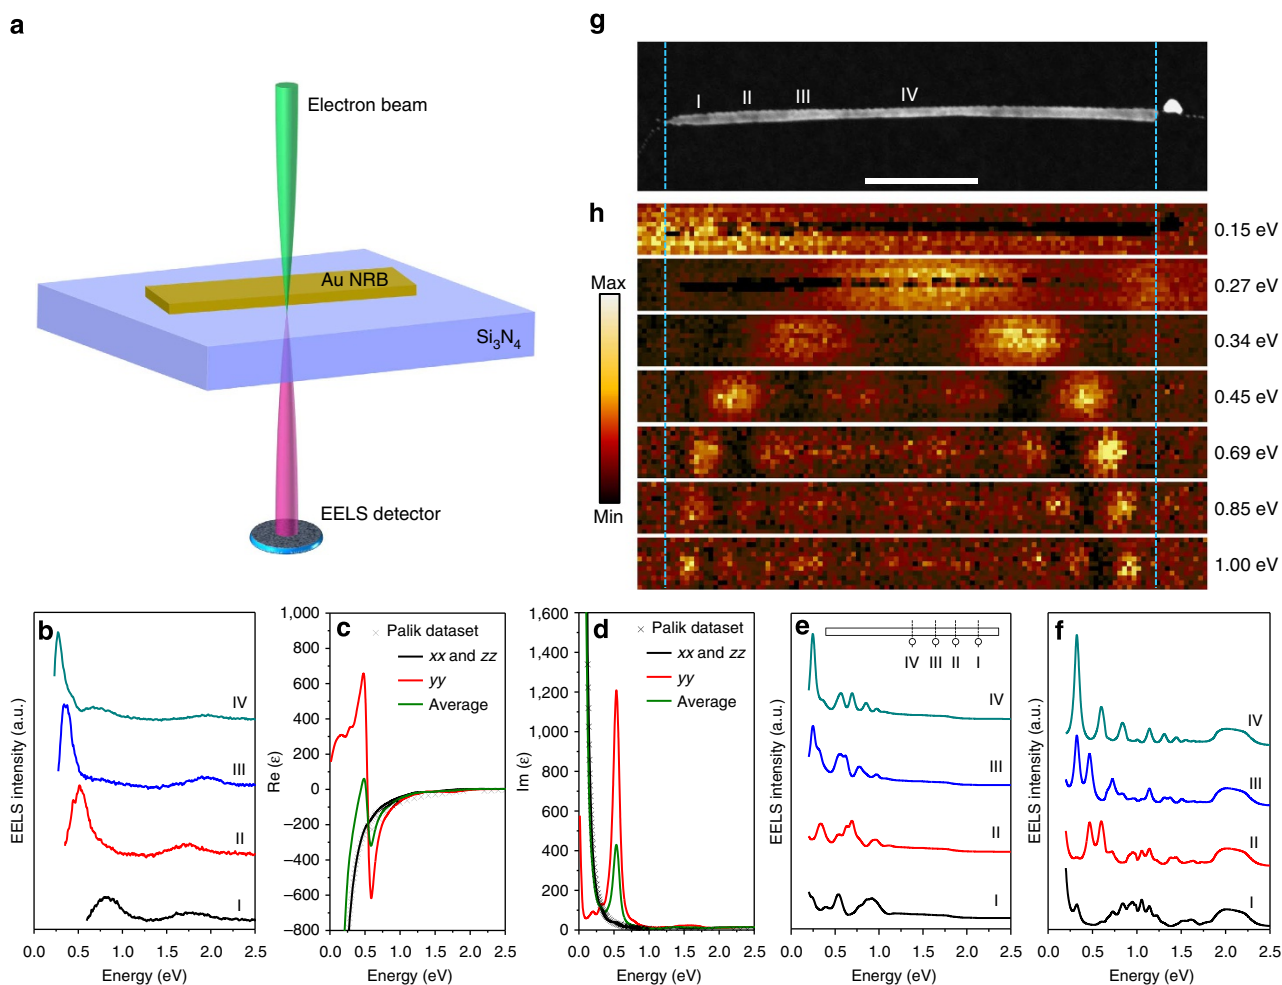 a
Electron beam
Au NRB
Si3N4
EELS detector
g
I II III IV
h
Max
Min
0.15 eV
0.27 eV
0.34 eV
0.45 eV
0.69 eV
0.85 eV
1.00 eV
b
EELS intensity (a.u.)
IV
III
II
I
0.0 0.5 1.0 1.5 2.0 2.5
Energy (eV)
c
Re (ε)
1,000
800
600
400
200
0
−200
−400
−600
−800
Palik dataset
xx and zz
yy
Average
0.0 0.5 1.0 1.5 2.0 2.5
Energy (eV)
d
Im (ε)
1,600
1,400
1,200
1,000
800
600
400
200
0
Palik dataset
xx and zz
yy
Average
0.0 0.5 1.0 1.5 2.0 2.5
Energy (eV)
e
EELS intensity (a.u.)
IV III II I
IV
III
II
I
0.0 0.5 1.0 1.5 2.0 2.5
Energy (eV)
f
EELS intensity (a.u.)
IV
III
II
I
0.0 0.5 1.0 1.5 2.0 2.5
Energy (eV)